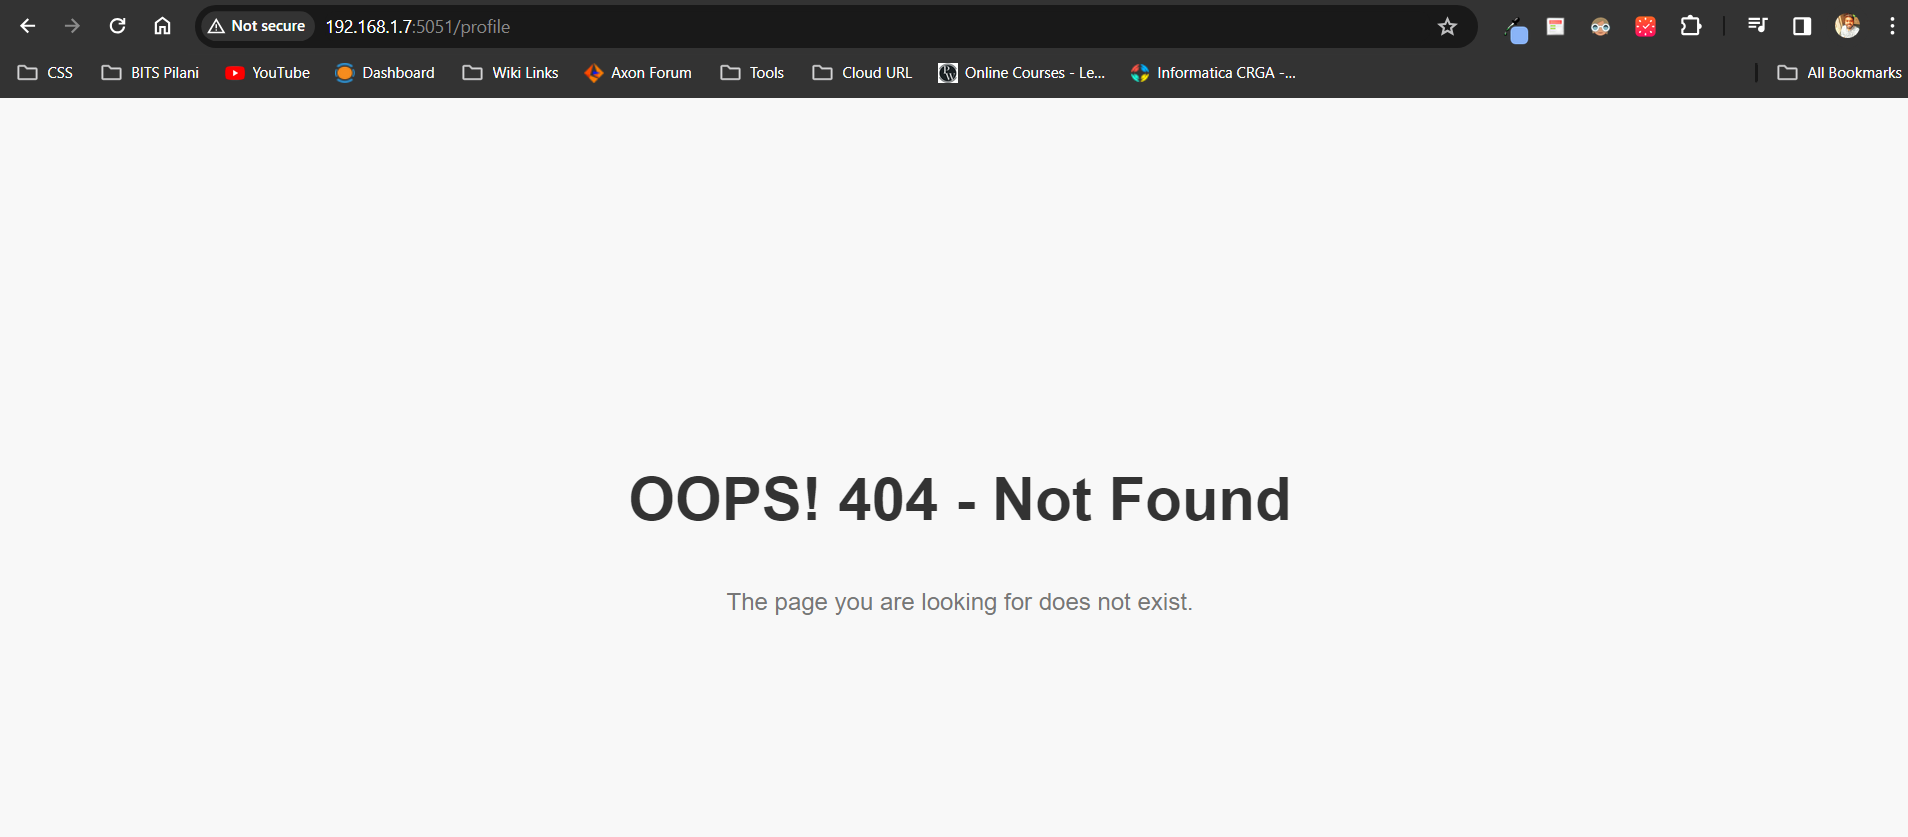 Not secure 192.168.1.7:5051/profile
CSS BITS Pilani YouTube Dashboard Wiki Links Axon Forum Tools Cloud URL Online Courses - Le... Informatica CRGA -... All Bookmarks
OOPS! 404 - Not Found
The page you are looking for does not exist.